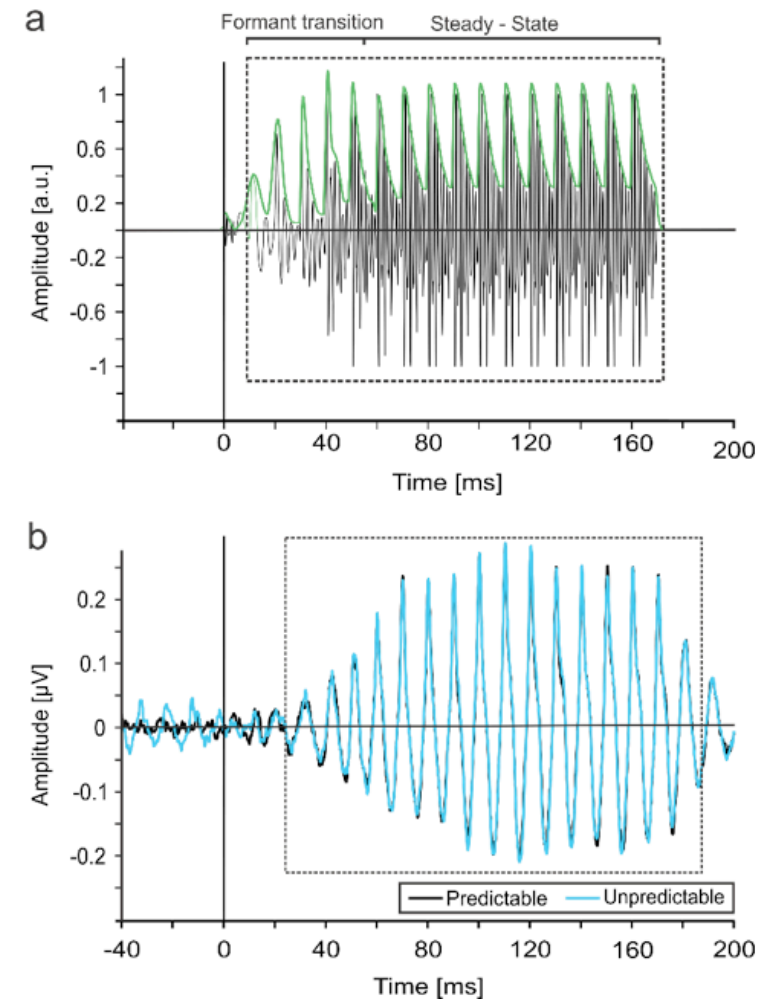 a
Formant transition Steady - State
1
0.6
0.2
-0.2
-0.6
-1
Amplitude [a.u.]
0 40 80 120 160 200
Time [ms]
b
0.2
0.1
0
-0.1
-0.2
Amplitude [µV]
Predictable Unpredictable
-40 0 40 80 120 160 200
Time [ms]